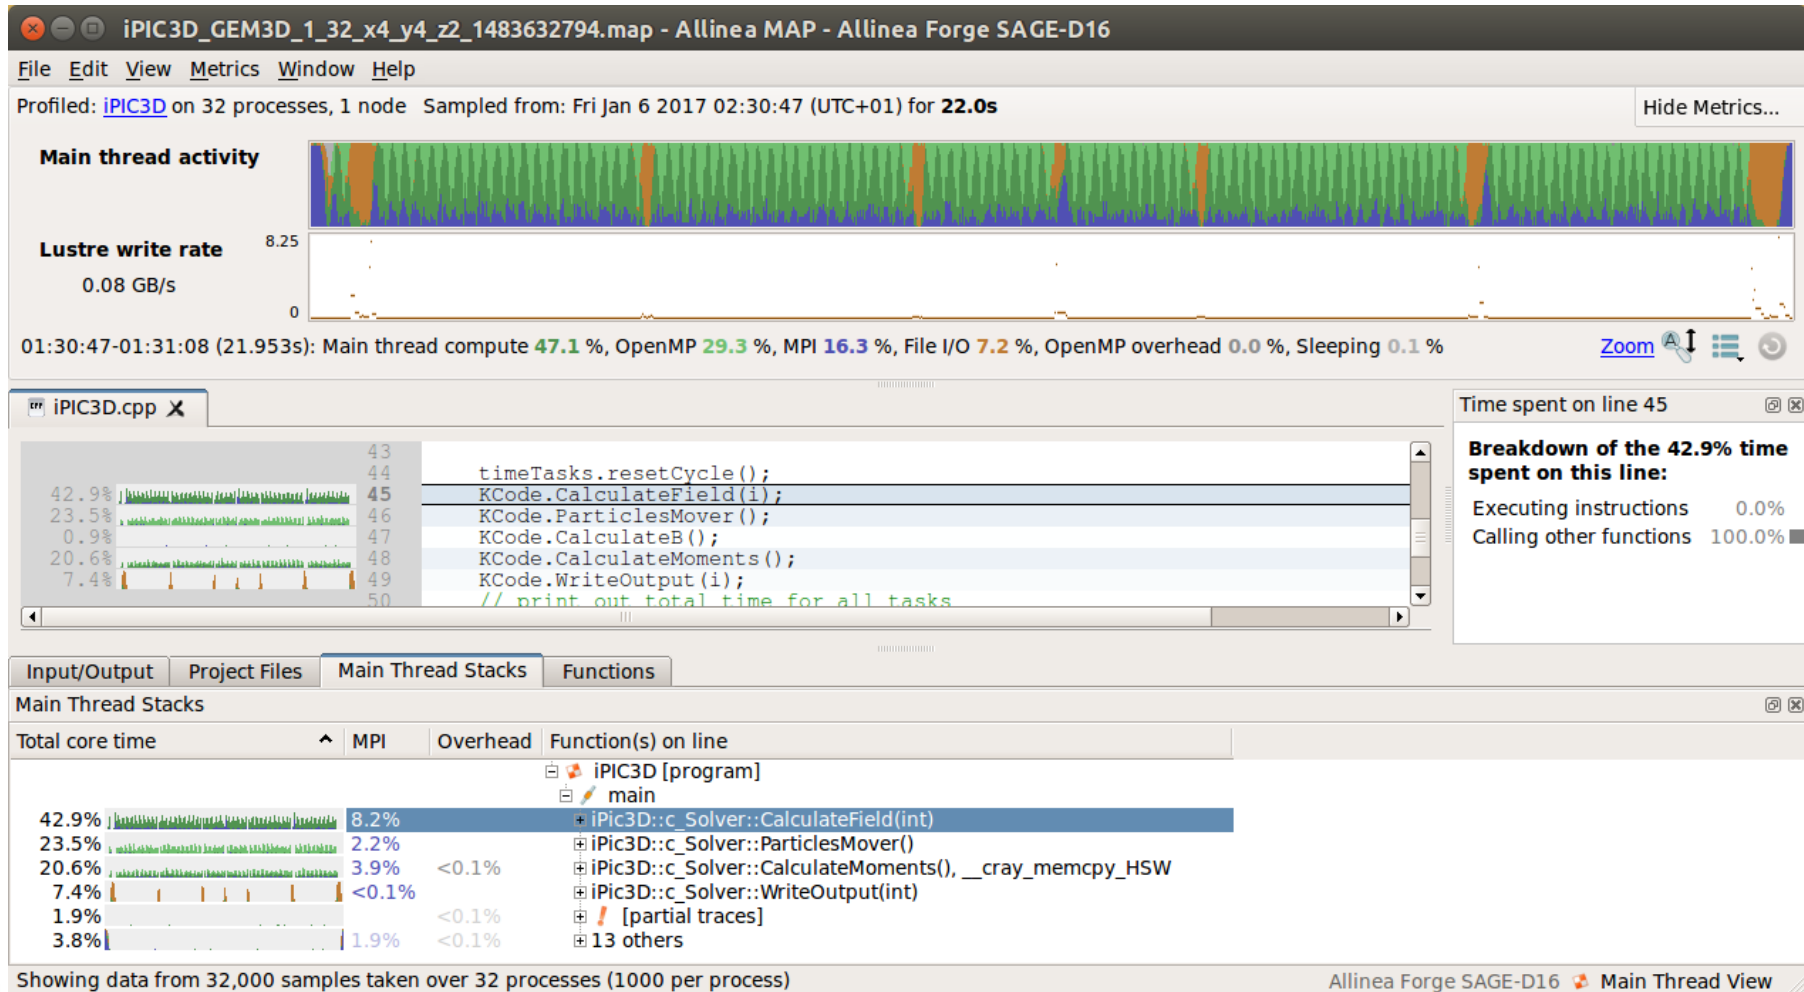 iPIC3D_GEM3D_1_32_x4_y4_z2_1483632794.map - Allinea MAP - Allinea Forge SAGE-D16
File Edit View Metrics Window Help
Profiled: iPIC3D on 32 processes, 1 node Sampled from: Fri Jan 6 2017 02:30:47 (UTC+01) for 22.0s Hide Metrics...
Main thread activity
Lustre write rate 8.25
0.08 GB/s
0
01:30:47-01:31:08 (21.953s): Main thread compute 47.1 %, OpenMP 29.3 %, MPI 16.3 %, File I/O 7.2 %, OpenMP overhead 0.0 %, Sleeping 0.1 % Zoom
iPIC3D.cpp
43
44 timeTasks.resetCycle();
42.9% 45 KCode.CalculateField(i);
23.5% 46 KCode.ParticlesMover();
0.9% 47 KCode.CalculateB();
20.6% 48 KCode.CalculateMoments();
7.4% 49 KCode.WriteOutput(i);
50 // print out total time for all tasks
Time spent on line 45
Breakdown of the 42.9% time
spent on this line:
Executing instructions 0.0%
Calling other functions 100.0%
Input/Output Project Files Main Thread Stacks Functions
Main Thread Stacks
Total core time MPI Overhead Function(s) on line
iPIC3D [program]
main
42.9% 8.2% iPic3D::c_Solver::CalculateField(int)
23.5% 2.2% iPic3D::c_Solver::ParticlesMover()
20.6% 3.9% <0.1% iPic3D::c_Solver::CalculateMoments(), __cray_memcpy_HSW
7.4% <0.1% iPic3D::c_Solver::WriteOutput(int)
1.9% <0.1% [partial traces]
3.8% 1.9% <0.1% 13 others
Showing data from 32,000 samples taken over 32 processes (1000 per process) Allinea Forge SAGE-D16 Main Thread View